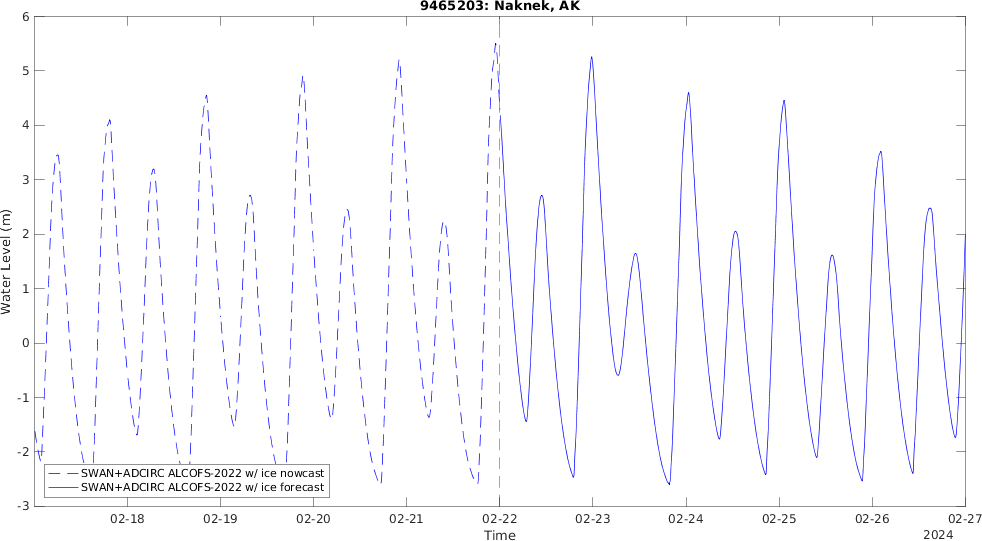 9465203: Naknek, AK
6
5
4
3
2
1
0
-1
-2
-3
Water Level (m)
SWAN+ADCIRC ALCOFS-2022 w/ ice nowcast
SWAN+ADCIRC ALCOFS-2022 w/ ice forecast
02-18 02-19 02-20 02-21 02-22 02-23 02-24 02-25 02-26 02-27
Time
2024